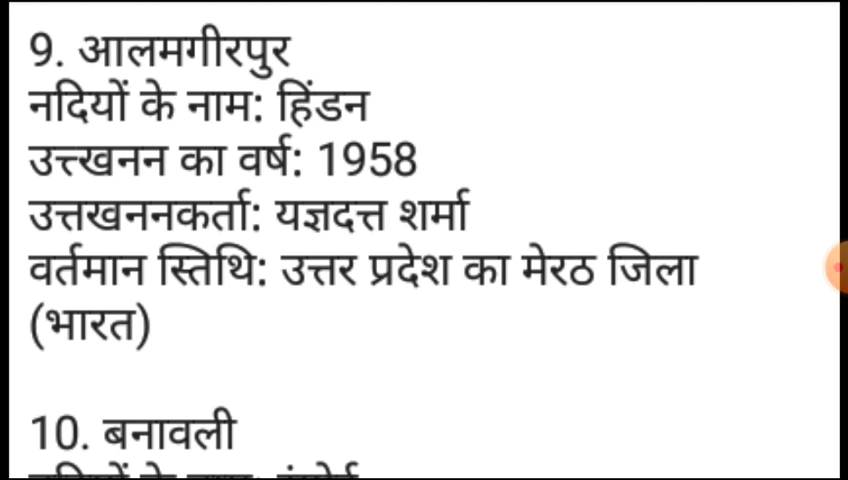 9. आलमगीरपुर
नदियों के नाम: हिंडन
उत्त्खनन का वर्ष: 1958
उत्तखननकर्ता: यज्ञदत्त शर्मा
वर्तमान स्तिथि: उत्तर प्रदेश का मेरठ जिला
(भारत)
10. बनावली